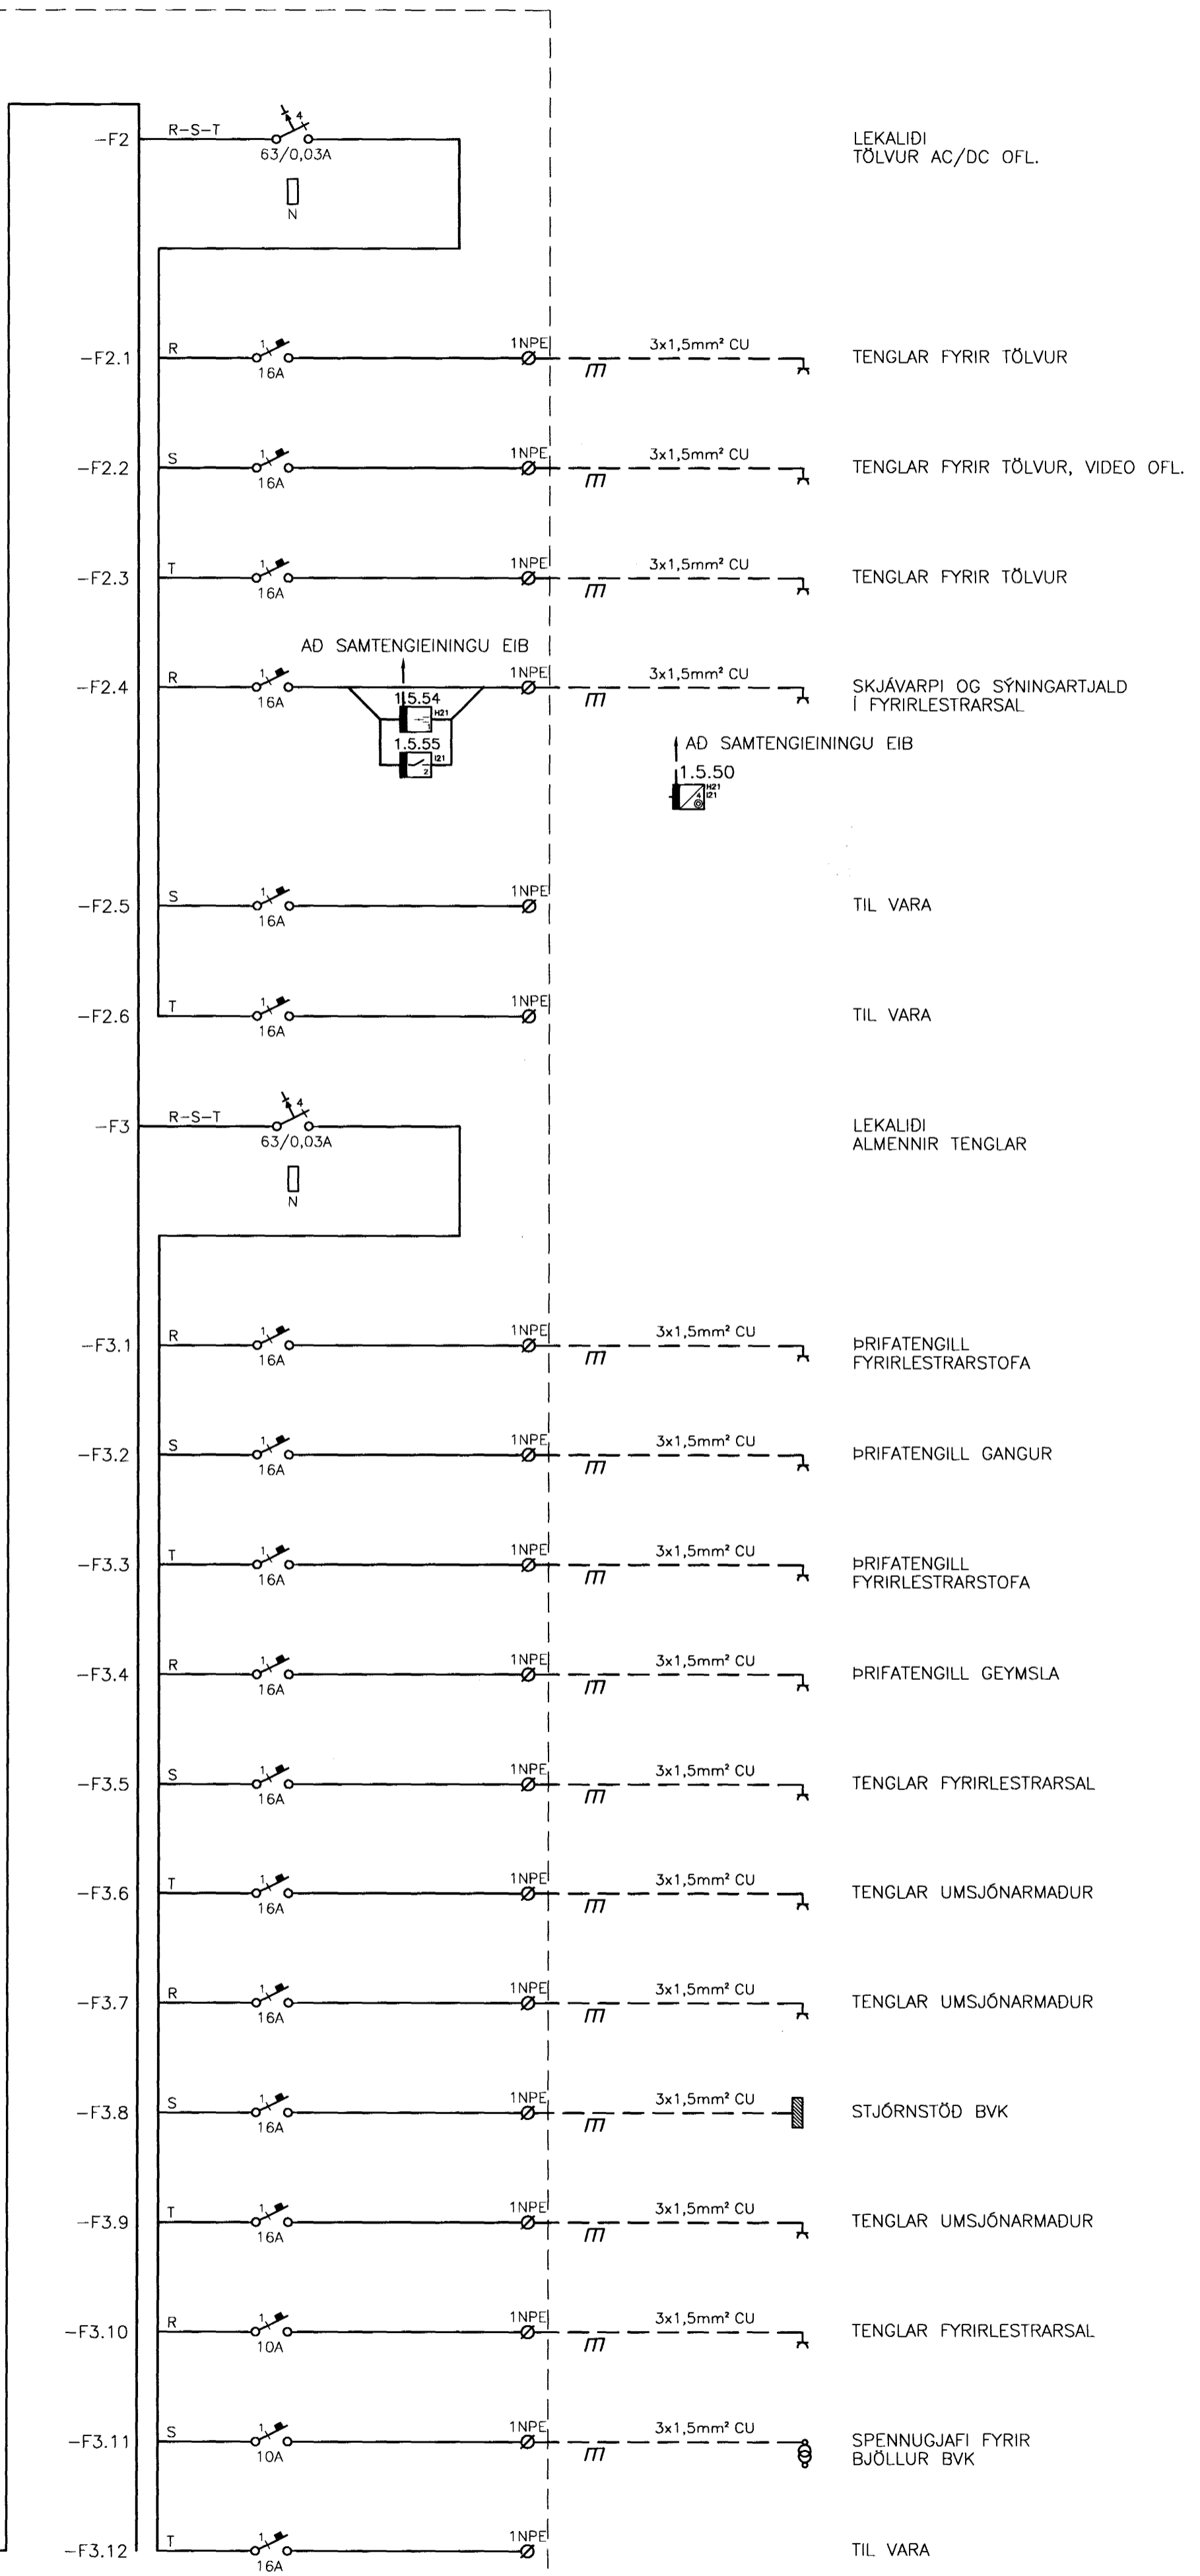 -F2 R-S-T 4 LEKALIÐI
63/0,03A TÖLVUR AC/DC OFL.
N
-F2.1 R 1 16A 1NPE 3x1,5mm² CU TENGLAR FYRIR TÖLVUR
-F2.2 S 1 16A 1NPE 3x1,5mm² CU TENGLAR FYRIR TÖLVUR, VIDEO OFL.
-F2.3 T 1 16A 1NPE 3x1,5mm² CU TENGLAR FYRIR TÖLVUR
AÐ SAMTENGIEININGU EIB
-F2.4 R 1 16A 1NPE 3x1,5mm² CU SKJÁVARPI OG SÝNINGARTJALD
Í FYRIRLESTRARSAL
1.5.54
H21
1.5.55
I21
2
AÐ SAMTENGIEININGU EIB
1.5.50
H21
4 I21
-F2.5 S 1 16A 1NPE TIL VARA
-F2.6 T 1 16A 1NPE TIL VARA
-F3 R-S-T 4 LEKALIÐI
63/0,03A ALMENNIR TENGLAR
N
-F3.1 R 1 16A 1NPE 3x1,5mm² CU ÞRIFATENGILL
FYRIRLESTRARSTOFA
-F3.2 S 1 16A 1NPE 3x1,5mm² CU ÞRIFATENGILL GANGUR
-F3.3 T 1 16A 1NPE 3x1,5mm² CU ÞRIFATENGILL
FYRIRLESTRARSTOFA
-F3.4 R 1 16A 1NPE 3x1,5mm² CU ÞRIFATENGILL GEYMSLA
-F3.5 S 1 16A 1NPE 3x1,5mm² CU TENGLAR FYRIRLESTRARSAL
-F3.6 T 1 16A 1NPE 3x1,5mm² CU TENGLAR UMSJÓNARMAÐUR
-F3.7 R 1 16A 1NPE 3x1,5mm² CU TENGLAR UMSJÓNARMAÐUR
-F3.8 S 1 16A 1NPE 3x1,5mm² CU STJÓRNSTÖÐ BVK
-F3.9 T 1 16A 1NPE 3x1,5mm² CU TENGLAR UMSJÓNARMAÐUR
-F3.10 R 1 10A 1NPE 3x1,5mm² CU TENGLAR FYRIRLESTRARSAL
-F3.11 S 1 10A 1NPE 3x1,5mm² CU SPENNUGJAFI FYRIR
BJÖLLUR BVK
-F3.12 T 1 16A 1NPE TIL VARA